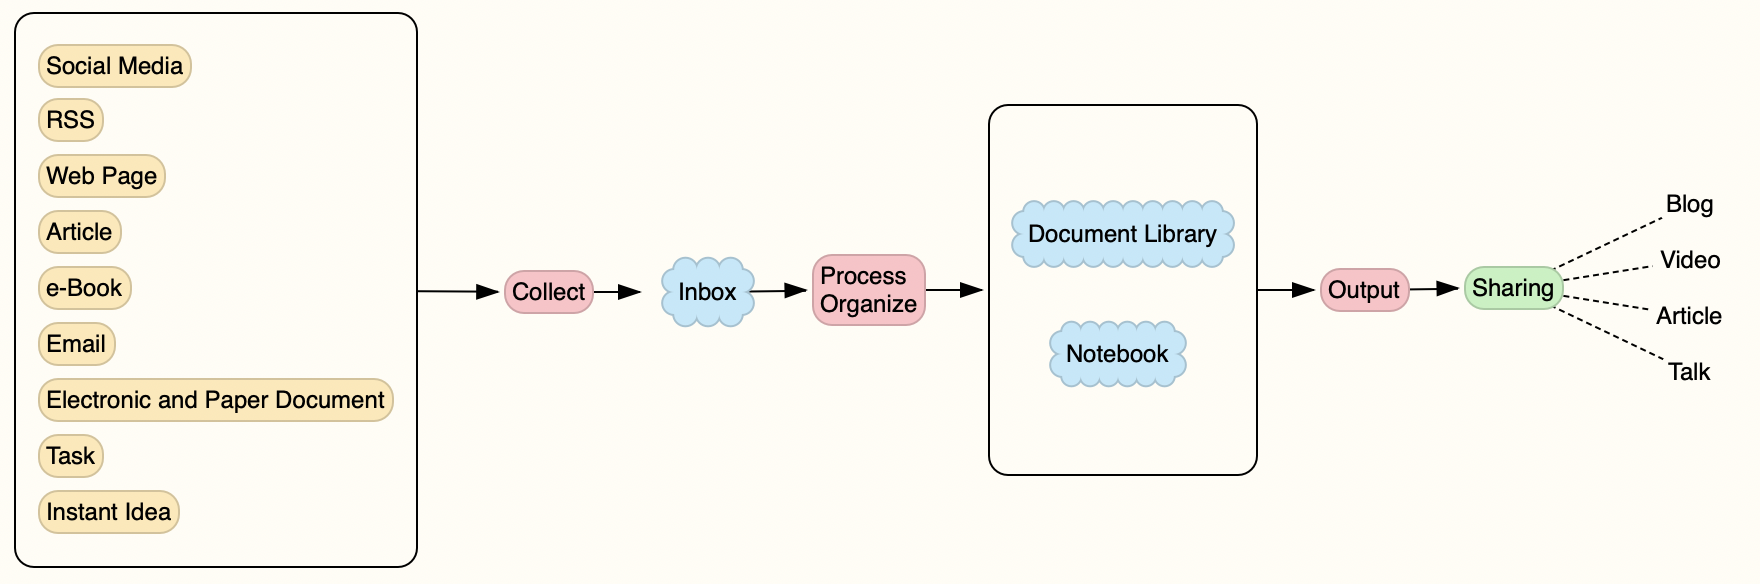 Social Media
RSS
Web Page
Article
e-Book
Email
Electronic and Paper Document
Task
Instant Idea
Collect
Inbox
Process
Organize
Document Library
Notebook
Output
Sharing
Blog
Video
Article
Talk